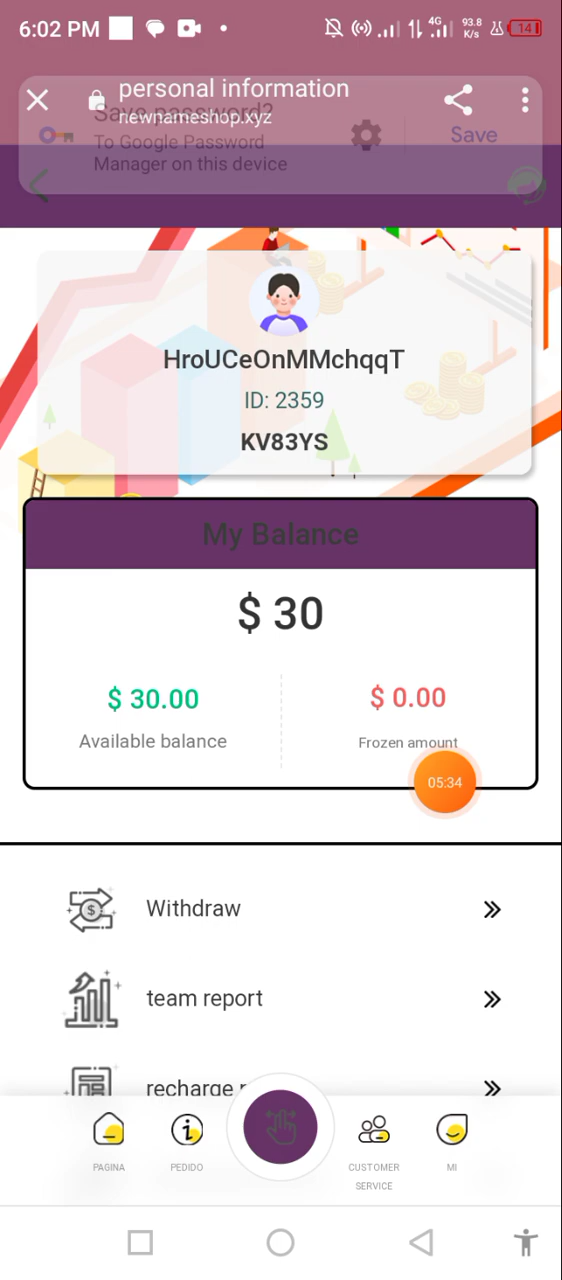 6:02 PM
4G
93.8
K/s
14
personal information
newnameshop.xyz
Save password?
To Google Password
Manager on this device
Save
HroUCeOnMMchqqT
ID: 2359
KV83YS
My Balance
$ 30
$ 30.00
$ 0.00
Available balance
Frozen amount
05:34
Withdraw
team report
recharge
PAGINA
PEDIDO
CUSTOMER
SERVICE
MI